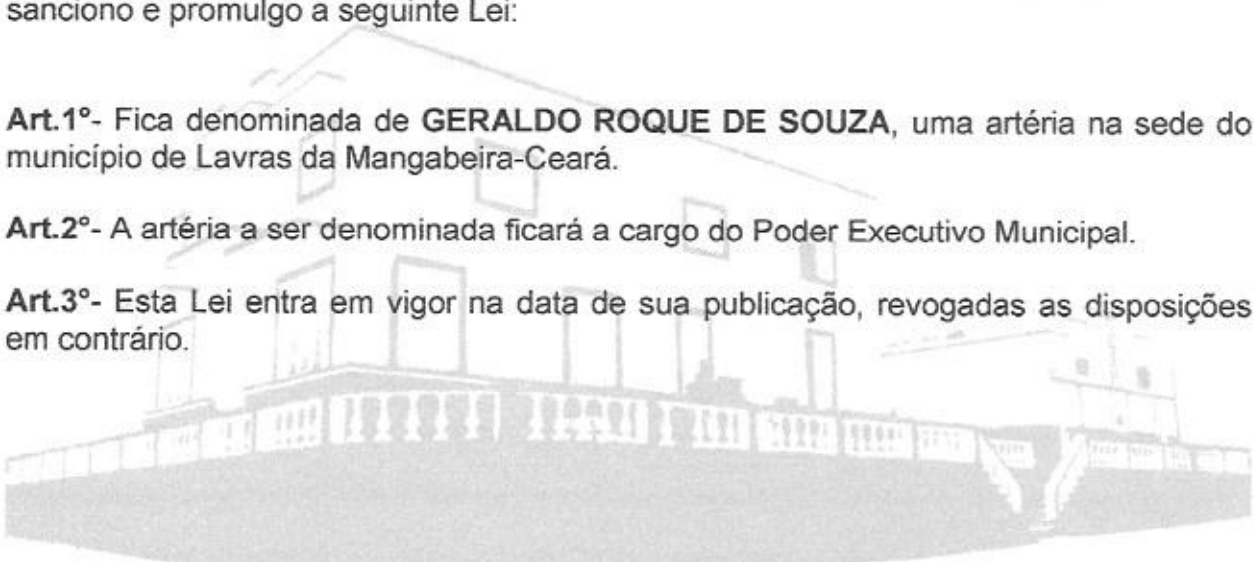 sanciono e promulgo a seguinte Lei:
Art.1°- Fica denominada de GERALDO ROQUE DE SOUZA, uma artéria na sede do
município de Lavras da Mangabeira-Ceará.
Art.2°- A artéria a ser denominada ficará a cargo do Poder Executivo Municipal.
Art.3°- Esta Lei entra em vigor na data de sua publicação, revogadas as disposições
em contrário.